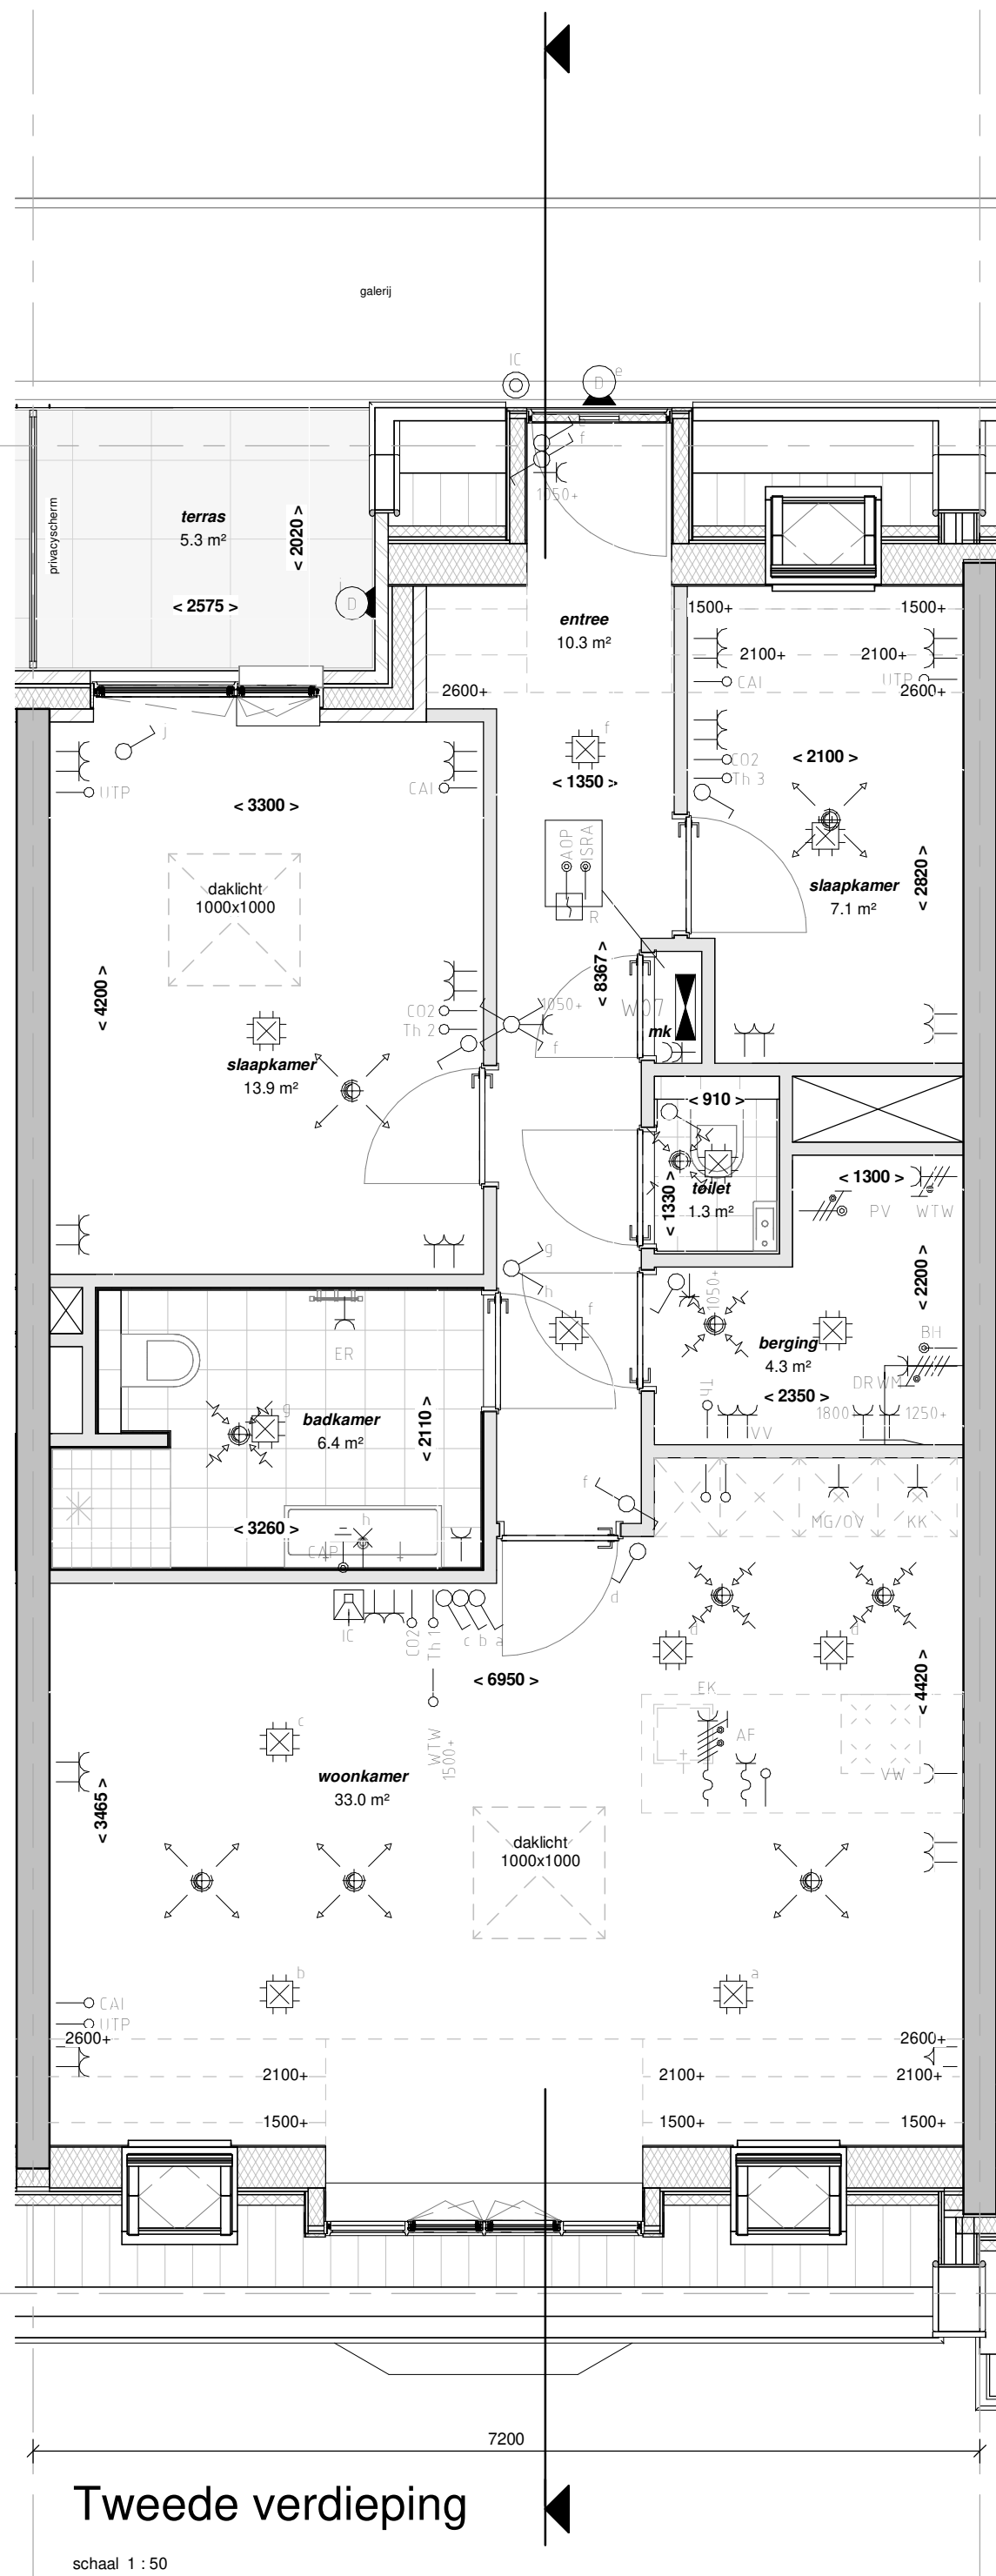 galerij
IC
D
e
e
f
1050+
privacyscherm
terras
5.3 m²
< 2020 >
< 2575 >
D
i
entree
10.3 m²
1500+
1500+
2100+
2100+
CAI
UTP
2600+
2600+
f
j
UTP
CAI
< 3300 >
< 1350 >
CO2
Th 3
< 2100 >
daklicht
1000x1000
AOP
ISRA
R
slaapkamer
7.1 m²
< 2820 >
< 4200 >
< 8367 >
CO2
Th 2
1050+
f
W07
mk
slaapkamer
13.9 m²
< 910 >
toilet
1.3 m²
< 1330 >
< 1300 >
PV
WTW
< 2200 >
g
h
f
1050+
berging
4.3 m²
BH
DR
WM
< 2350 >
Th
VV
1800
1250+
ER
badkamer
6.4 m²
g
< 2110 >
< 3260 >
h
CAP
f
MG/OV
KK
d
IC
CO2
Th 1
c
b
a
d
d
< 6950 >
< 4420 >
EK
AF
VW
WTW
1500+
c
woonkamer
33.0 m²
< 3465 >
daklicht
1000x1000
b
a
CAI
UTP
2600+
2600+
2100+
2100+
2100+
1500+
1500+
1500+
7200
Tweede verdieping
schaal 1 : 50